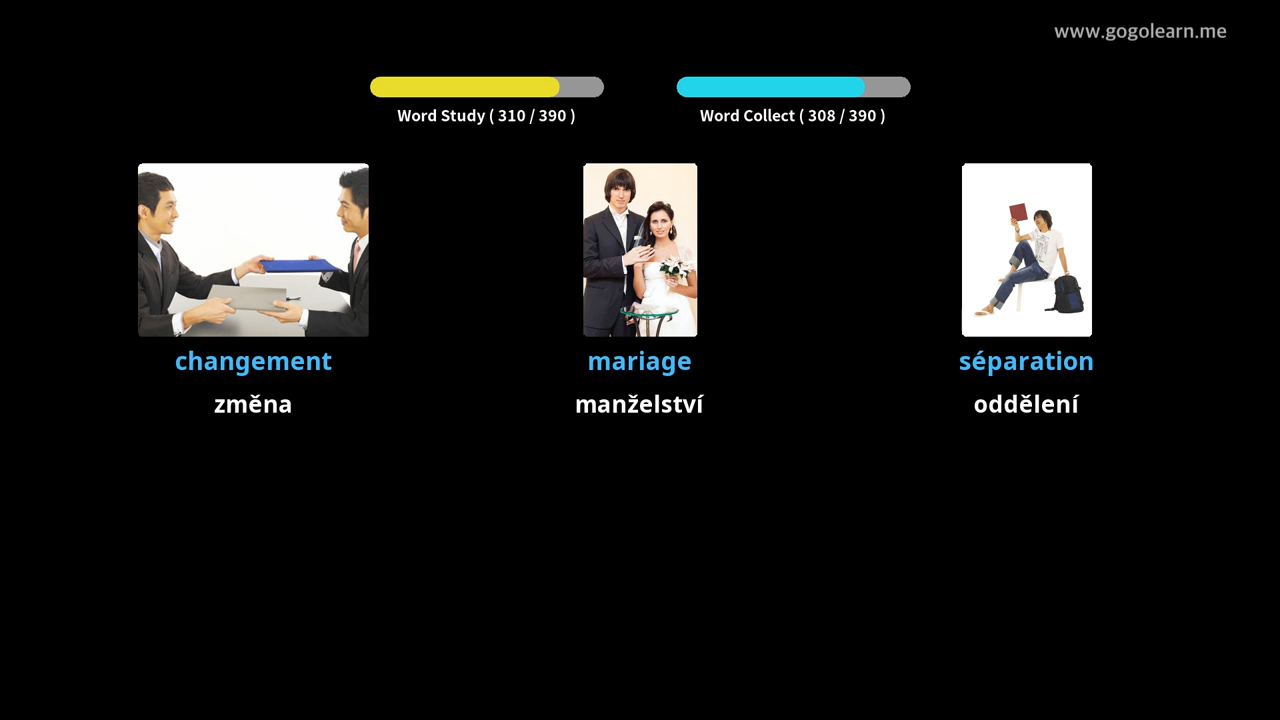 www.gogolearn.me
Word Study ( 310 / 390 )
Word Collect ( 308 / 390 )
changement
mariage
séparation
změna
manželství
oddělení